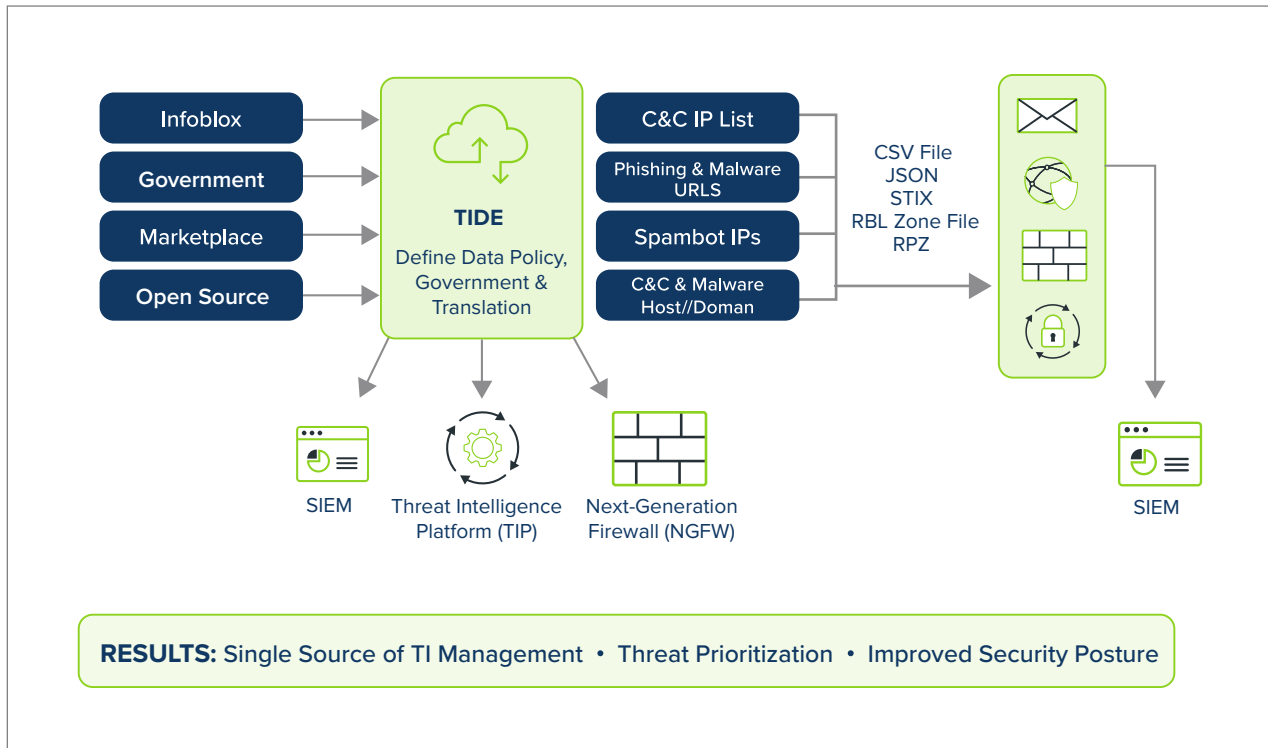 Infoblox
Government
Marketplace
Open Source
TIDE
Define Data Policy,
Government &
Translation
C&C IP List
Phishing & Malware
URLS
Spambot IPs
C&C & Malware
Host//Doman
CSV File
JSON
STIX
RBL Zone File
RPZ
SIEM
Threat Intelligence
Platform (TIP)
Next-Generation
Firewall (NGFW)
SIEM
RESULTS: Single Source of TI Management • Threat Prioritization • Improved Security Posture